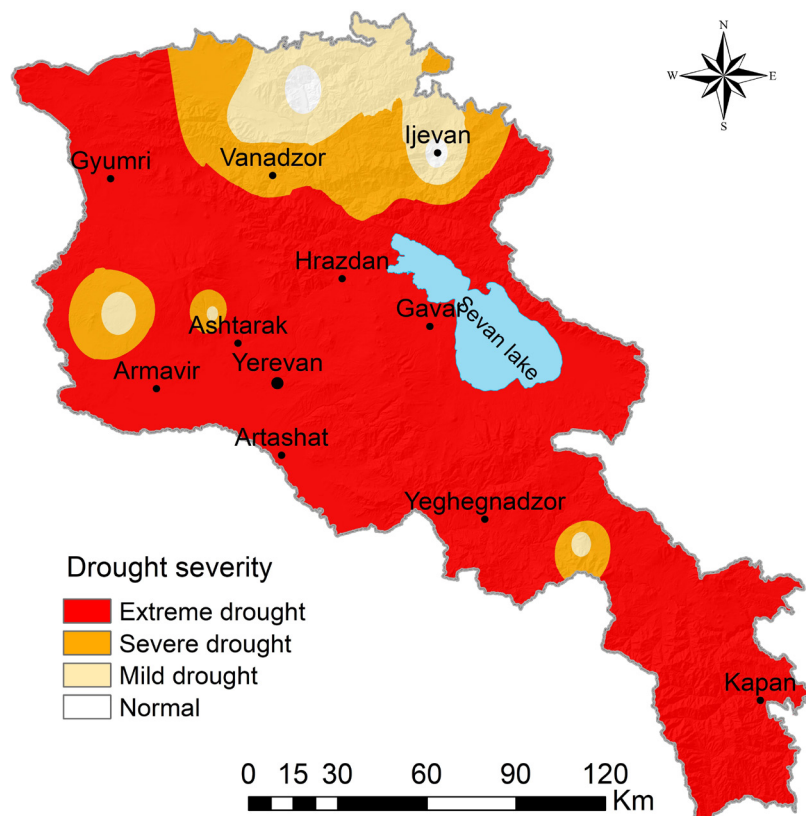 N
W E
S
Ijevan
Vanadzor
Gyumri
Hrazdan
Gavar
Sevan lake
Ashtarak
Yerevan
Armavir
Artashat
Yeghegnadzor
Kapan
Drought severity
Extreme drought
Severe drought
Mild drought
Normal
0 15 30 60 90 120
Km